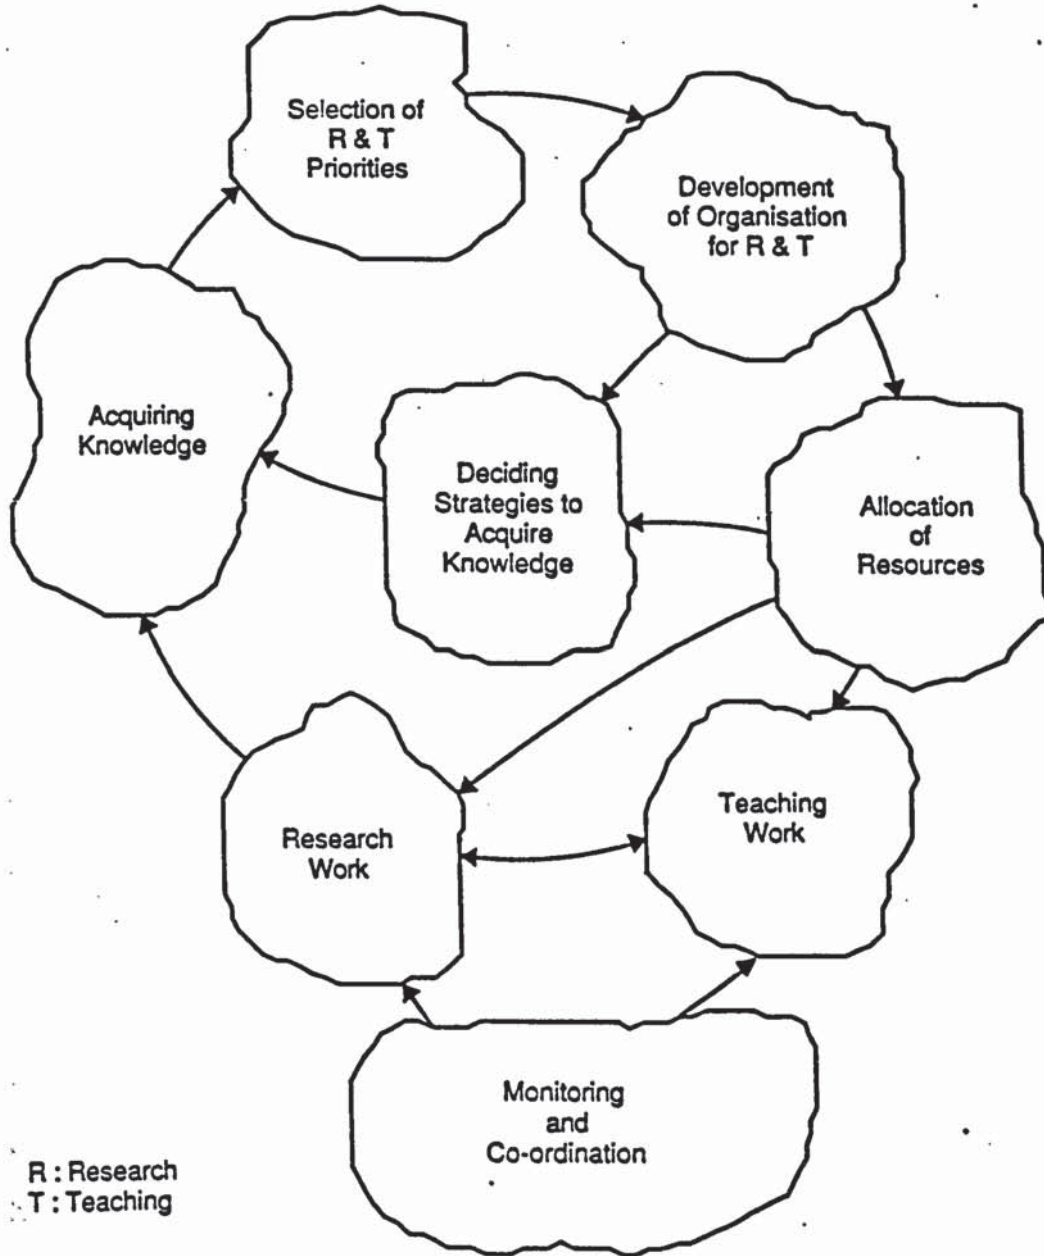 Selection of
R & T
Priorities
Development
of Organisation
for R & T
Acquiring
Knowledge
Deciding
Strategies to
Acquire
Knowledge
Allocation
of
Resources
Research
Work
Teaching
Work
Monitoring
and
Co-ordination
R : Research
T : Teaching